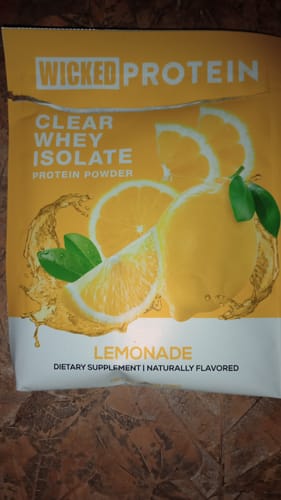 WICKED PROTEIN
CLEAR
WHEY
ISOLATE
PROTEIN POWDER
LEMONADE
DIETARY SUPPLEMENT | NATURALLY FLAVORED